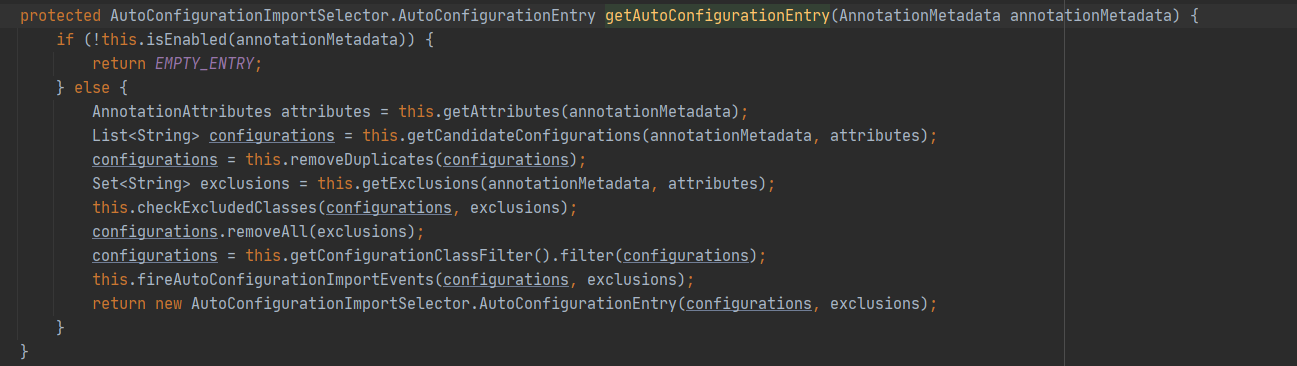 protected AutoConfigurationImportSelector.AutoConfigurationEntry getAutoConfigurationEntry(AnnotationMetadata annotationMetadata) {
    if (!this.isEnabled(annotationMetadata)) {
        return EMPTY_ENTRY;
    } else {
        AnnotationAttributes attributes = this.getAttributes(annotationMetadata);
        List<String> configurations = this.getCandidateConfigurations(annotationMetadata, attributes);
        configurations = this.removeDuplicates(configurations);
        Set<String> exclusions = this.getExclusions(annotationMetadata, attributes);
        this.checkExcludedClasses(configurations, exclusions);
        configurations.removeAll(exclusions);
        configurations = this.getConfigurationClassFilter().filter(configurations);
        this.fireAutoConfigurationImportEvents(configurations, exclusions);
        return new AutoConfigurationImportSelector.AutoConfigurationEntry(configurations, exclusions);
    }
}